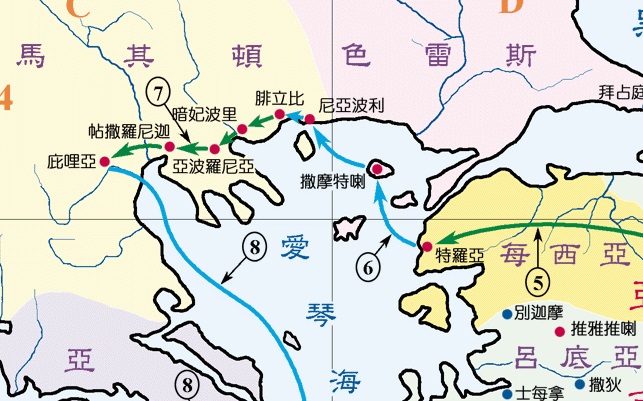 C
D
馬 其 頓
色 雷 斯
4
拜占庭
⑦
腓立比
尼亞波利
暗妃波里
帖撒羅尼迦
庇哩亞
亞波羅尼亞
撒摩特喇
⑧
愛
琴
海
⑥
特羅亞
每 西 亞
⑤
別迦摩
推雅推喇
亞
呂 底 亞
⑧
撒狄
士每拿